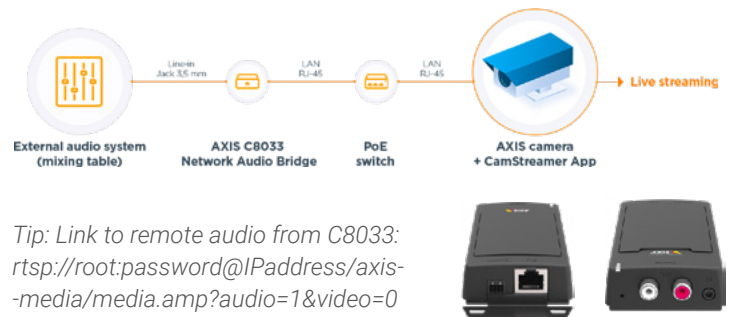 Line-in
Jack 3,5 mm
LAN
RJ-45
LAN
RJ-45
Live streaming
External audio system
(mixing table)
AXIS C8033
Network Audio Bridge
PoE
switch
AXIS camera
+ CamStreamer App
Tip: Link to remote audio from C8033:
rtsp://root:password@IPaddress/axis-
-media/media.amp?audio=1&video=0